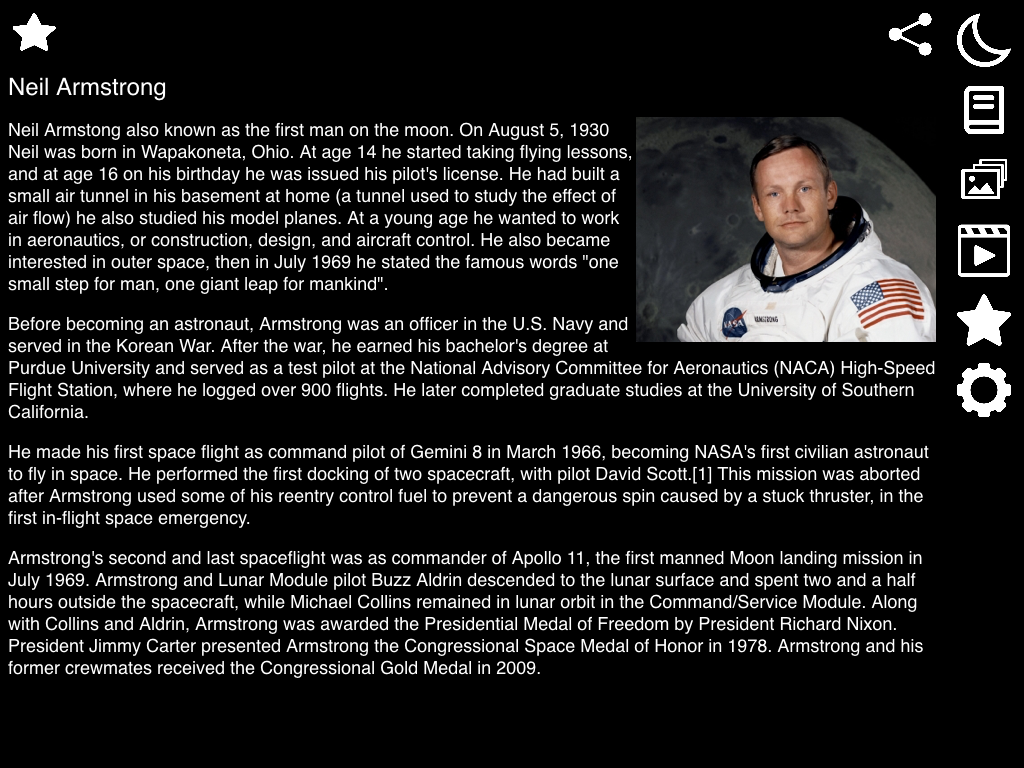 Neil Armstrong
Neil Armstong also known as the first man on the moon. On August 5, 1930
Neil was born in Wapakoneta, Ohio. At age 14 he started taking flying lessons,
and at age 16 on his birthday he was issued his pilot's license. He had built a
small air tunnel in his basement at home (a tunnel used to study the effect of
air flow) he also studied his model planes. At a young age he wanted to work
in aeronautics, or construction, design, and aircraft control. He also became
interested in outer space, then in July 1969 he stated the famous words "one
small step for man, one giant leap for mankind".
NASA
ARMSTRONG
Before becoming an astronaut, Armstrong was an officer in the U.S. Navy and
served in the Korean War. After the war, he earned his bachelor's degree at
Purdue University and served as a test pilot at the National Advisory Committee for Aeronautics (NACA) High-Speed
Flight Station, where he logged over 900 flights. He later completed graduate studies at the University of Southern
California.
He made his first space flight as command pilot of Gemini 8 in March 1966, becoming NASA's first civilian astronaut
to fly in space. He performed the first docking of two spacecraft, with pilot David Scott.[1] This mission was aborted
after Armstrong used some of his reentry control fuel to prevent a dangerous spin caused by a stuck thruster, in the
first in-flight space emergency.
Armstrong's second and last spaceflight was as commander of Apollo 11, the first manned Moon landing mission in
July 1969. Armstrong and Lunar Module pilot Buzz Aldrin descended to the lunar surface and spent two and a half
hours outside the spacecraft, while Michael Collins remained in lunar orbit in the Command/Service Module. Along
with Collins and Aldrin, Armstrong was awarded the Presidential Medal of Freedom by President Richard Nixon.
President Jimmy Carter presented Armstrong the Congressional Space Medal of Honor in 1978. Armstrong and his
former crewmates received the Congressional Gold Medal in 2009.